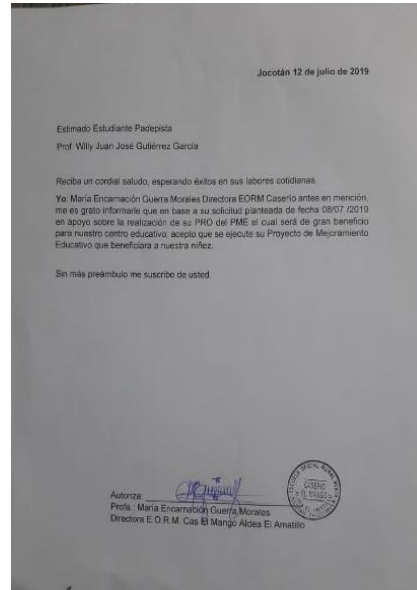 Jocotán 12 de julio de 2019
Estimado Estudiante Padepista
Prof. Willy Juan José Gutiérrez García
Reciba un cordial saludo, esperando éxitos en sus labores cotidianas.
Yo: María Encarnación Guerra Morales Directora EORM Caserío antes en mención,
me es grato informarle que en base a su solicitud planteada de fecha 08/07 /2019
en apoyo sobre la realización de su PRO del PME el cual será de gran beneficio
para nuestro centro educativo, acepto que se ejecute su Proyecto de Mejoramiento
Educativo que beneficiara a nuestra niñez.
Sin más preámbulo me suscribe de usted.
Autoriza:
Profa.: María Encarnación Guerra Morales
Directora E.O.R.M. Cas El Mango Aldea El Amatillo
CASERIO
EL MANGO